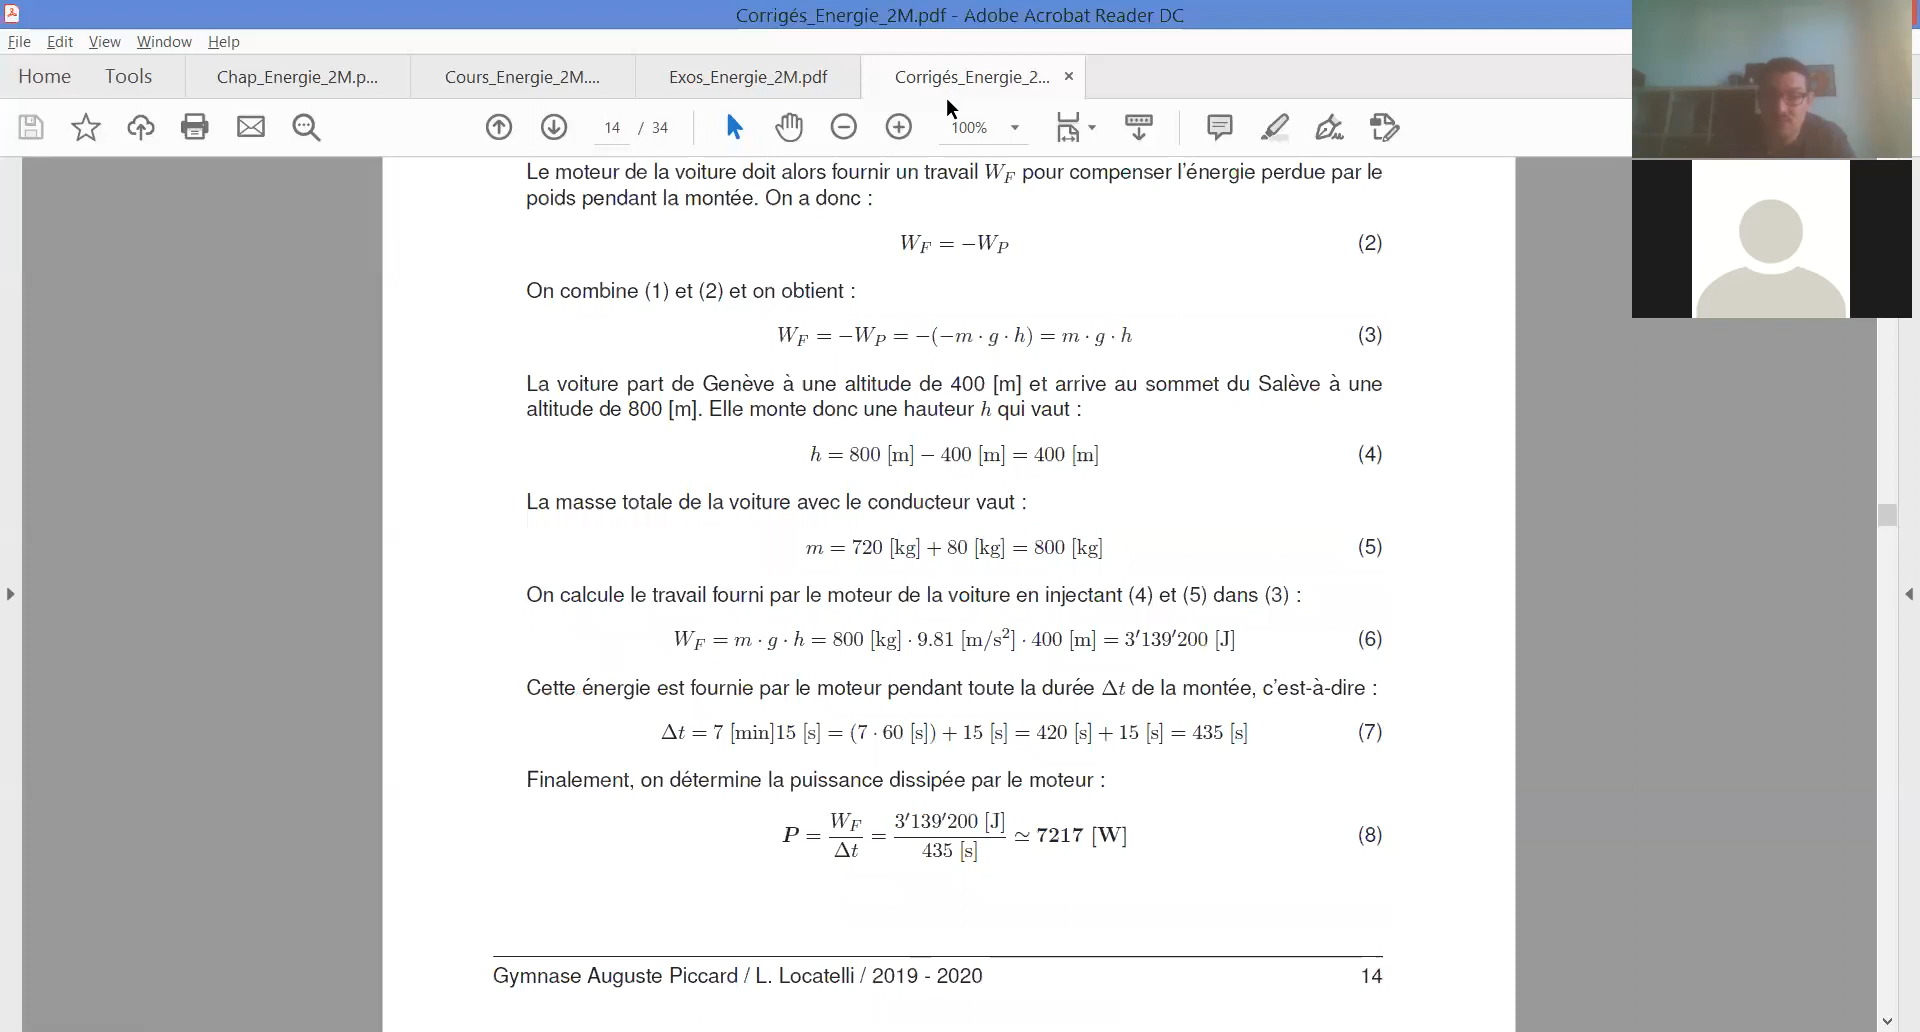 Corrigés_Energie_2M.pdf - Adobe Acrobat Reader DC
File Edit View Window Help
Home Tools Chap_Energie_2M.p... Cours_Energie_2M.... Exos_Energie_2M.pdf Corrigés_Energie_2... ×
14 / 34 100%
Le moteur de la voiture doit alors fournir un travail W_F pour compenser l'énergie perdue par le
poids pendant la montée. On a donc :
W_F = −W_P (2)
On combine (1) et (2) et on obtient :
W_F = −W_P = −(−m · g · h) = m · g · h (3)
La voiture part de Genève à une altitude de 400 [m] et arrive au sommet du Salève à une
altitude de 800 [m]. Elle monte donc une hauteur h qui vaut :
h = 800 [m] − 400 [m] = 400 [m] (4)
La masse totale de la voiture avec le conducteur vaut :
m = 720 [kg] + 80 [kg] = 800 [kg] (5)
On calcule le travail fourni par le moteur de la voiture en injectant (4) et (5) dans (3) :
W_F = m · g · h = 800 [kg] · 9.81 [m/s²] · 400 [m] = 3′139′200 [J] (6)
Cette énergie est fournie par le moteur pendant toute la durée Δt de la montée, c'est-à-dire :
Δt = 7 [min]15 [s] = (7 · 60 [s]) + 15 [s] = 420 [s] + 15 [s] = 435 [s] (7)
Finalement, on détermine la puissance dissipée par le moteur :
P = W_F / Δt = 3′139′200 [J] / 435 [s] ≃ 7217 [W] (8)
Gymnase Auguste Piccard / L. Locatelli / 2019 - 2020 14